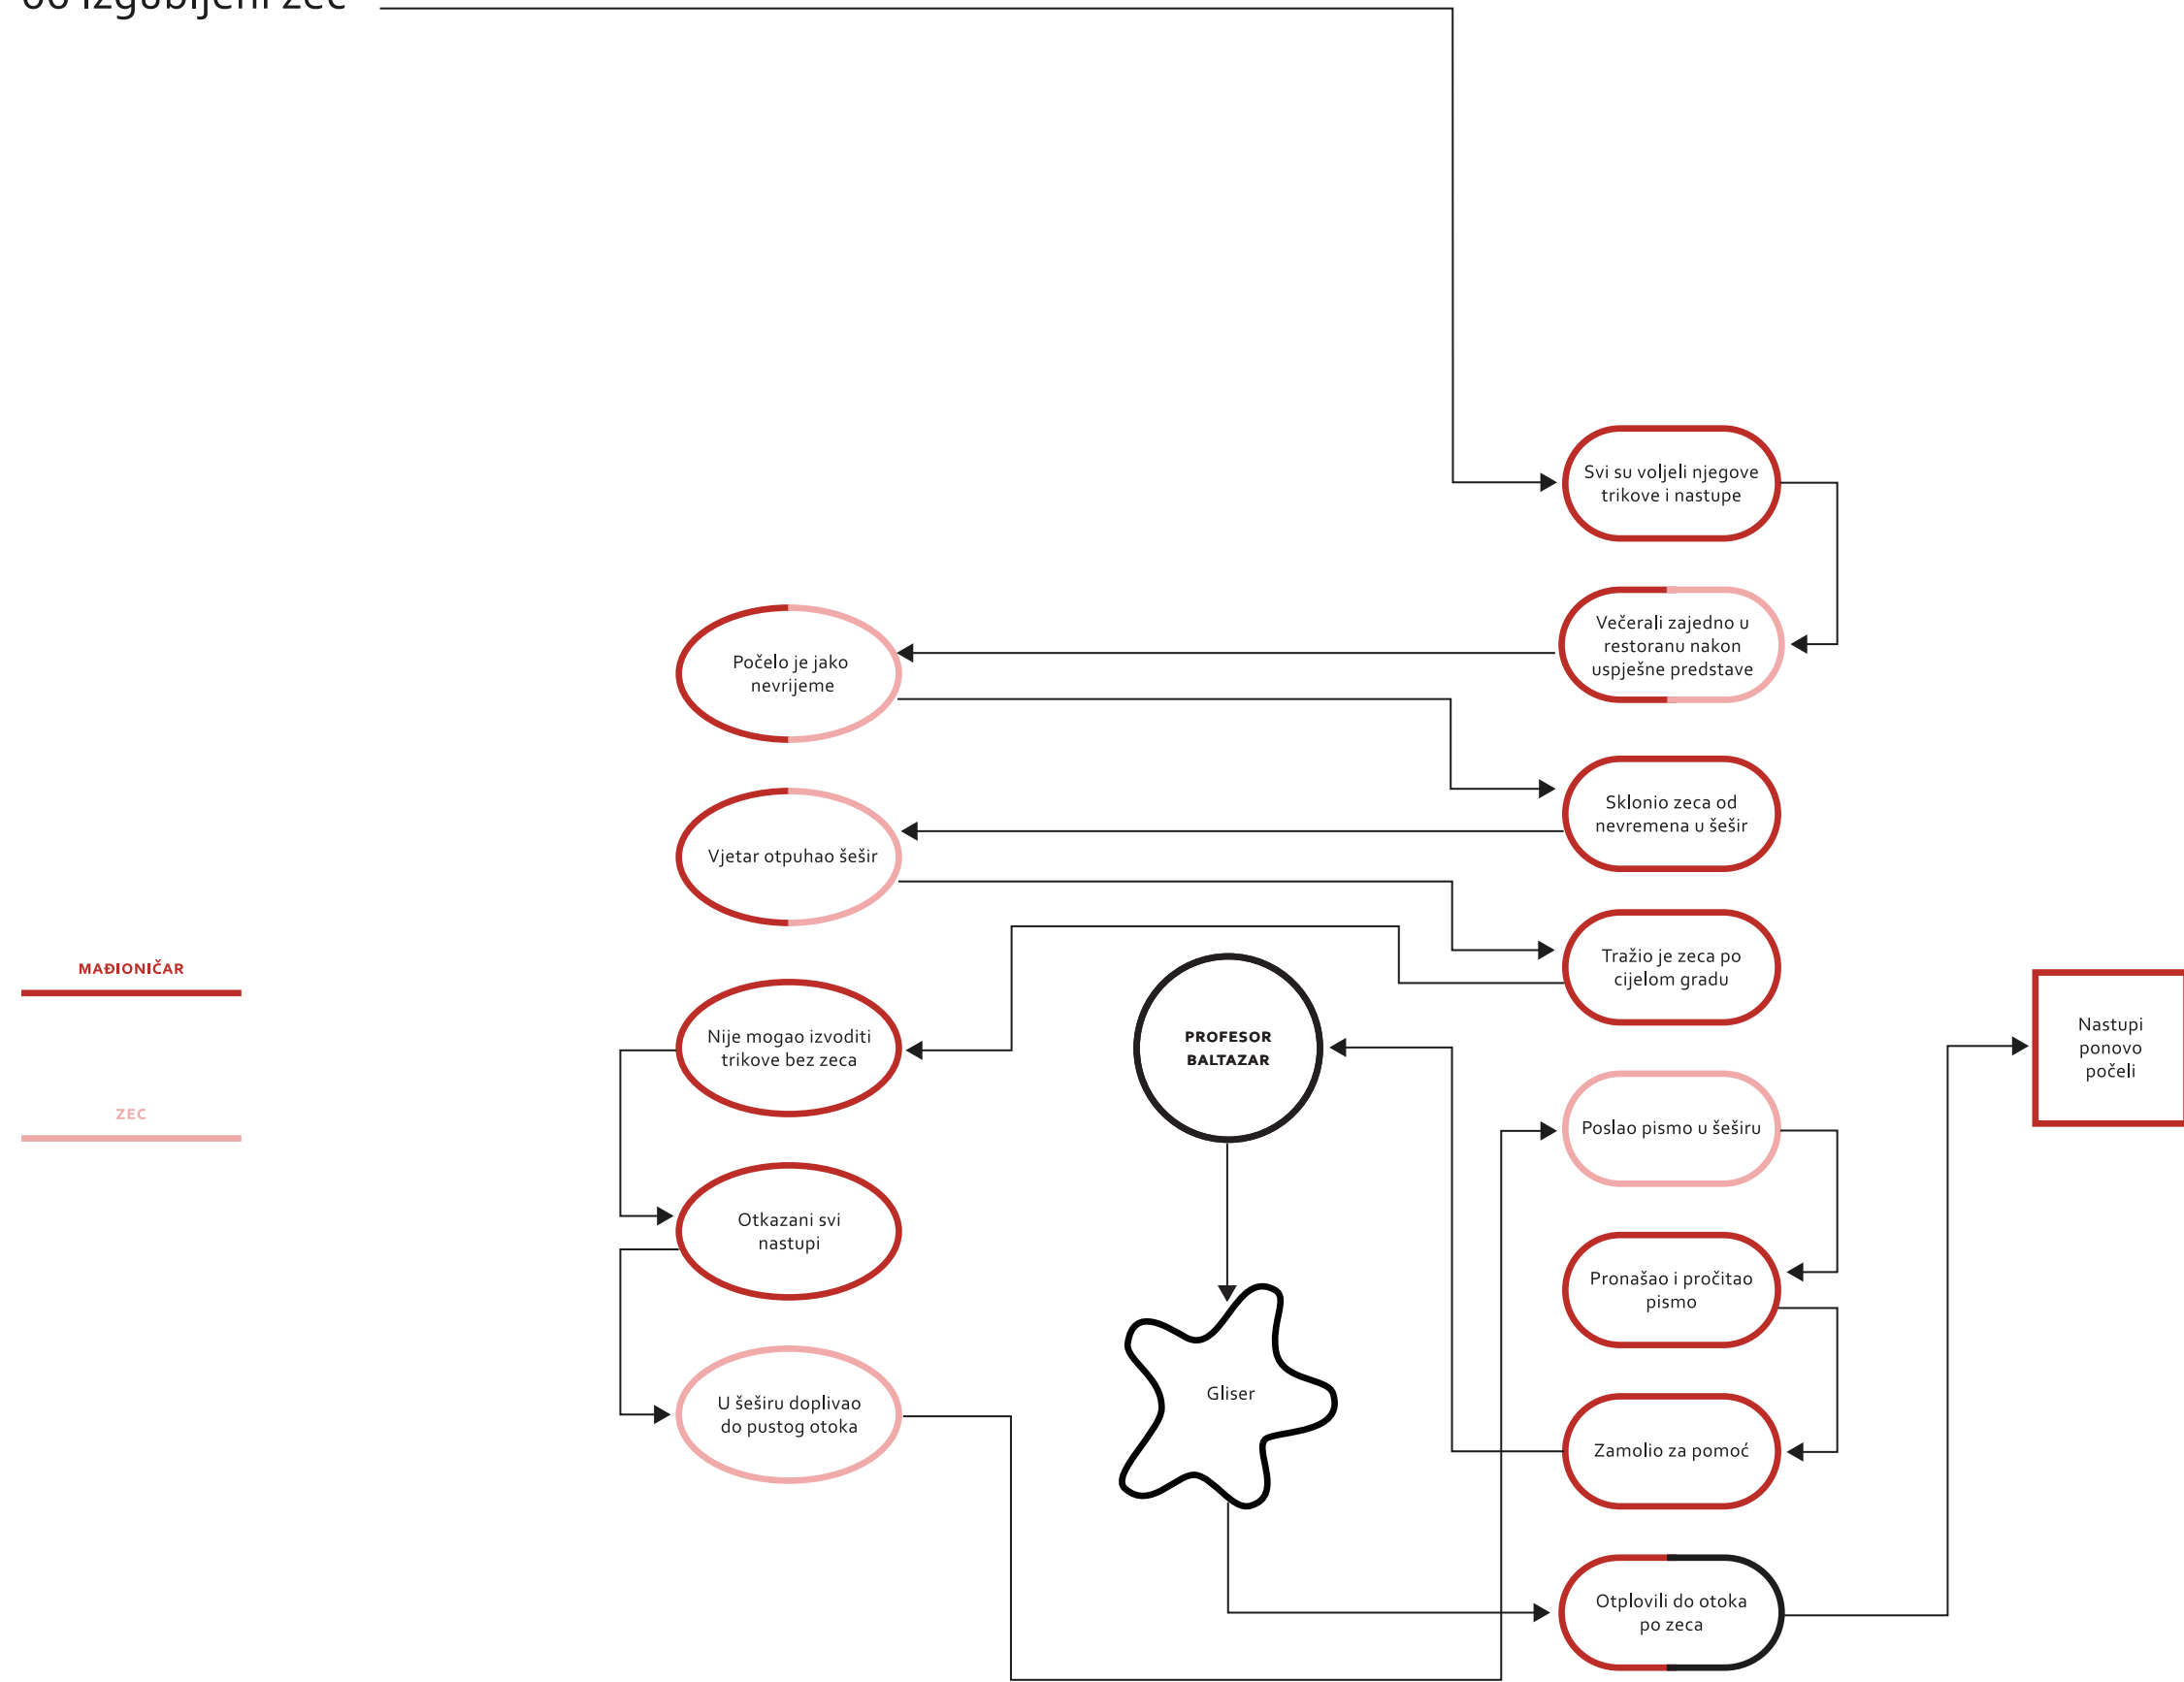 izgubljeni zec
Svi su voljeli njegove
trikove i nastupe
Večerali zajedno u
restoranu nakon
uspješne predstave
Počelo je jako
nevrijeme
Sklonio zeca od
nevremena u šešir
Vjetar otpuhao šešir
Tražio je zeca po
cijelom gradu
MAĐIONIČAR
Nije mogao izvoditi
trikove bez zeca
PROFESOR
BALTAZAR
Nastupi
ponovo
počeli
ZEC
Poslao pismo u šeširu
Otkazani svi
nastupi
Pronašao i pročitao
pismo
U šeširu doplivao
do pustog otoka
Gliser
Zamolio za pomoć
Otplovili do otoka
po zeca